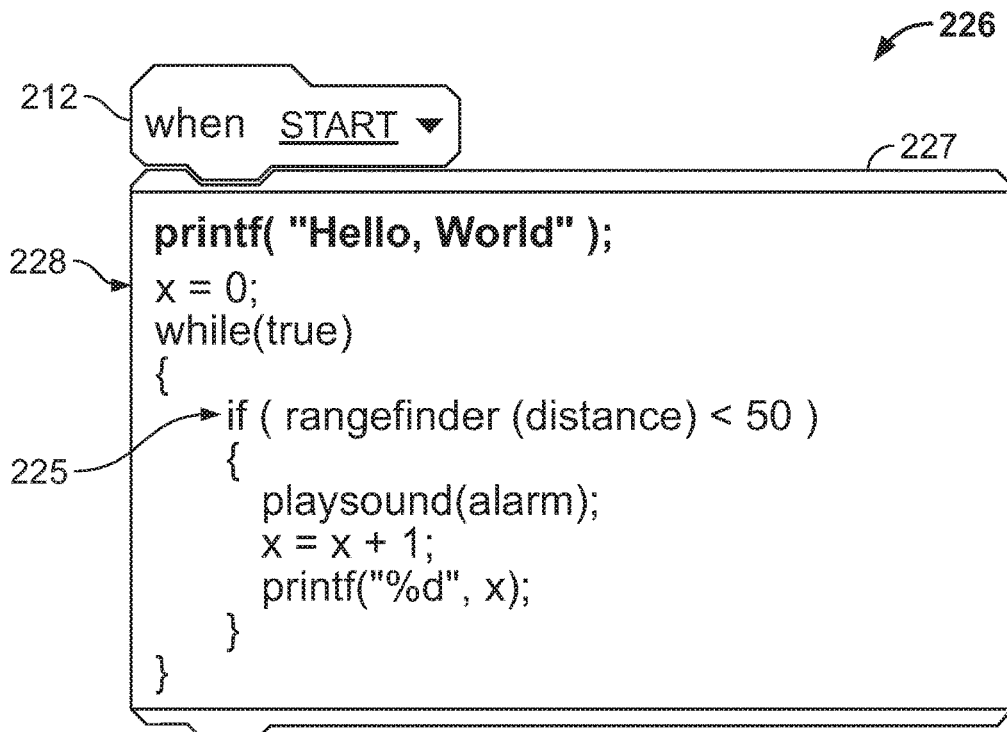 226
212
when START
227
printf( "Hello, World" );
228
x = 0;
while(true)
{
if ( rangefinder (distance) < 50 )
225
{
playsound(alarm);
x = x + 1;
printf("%d", x);
}
}